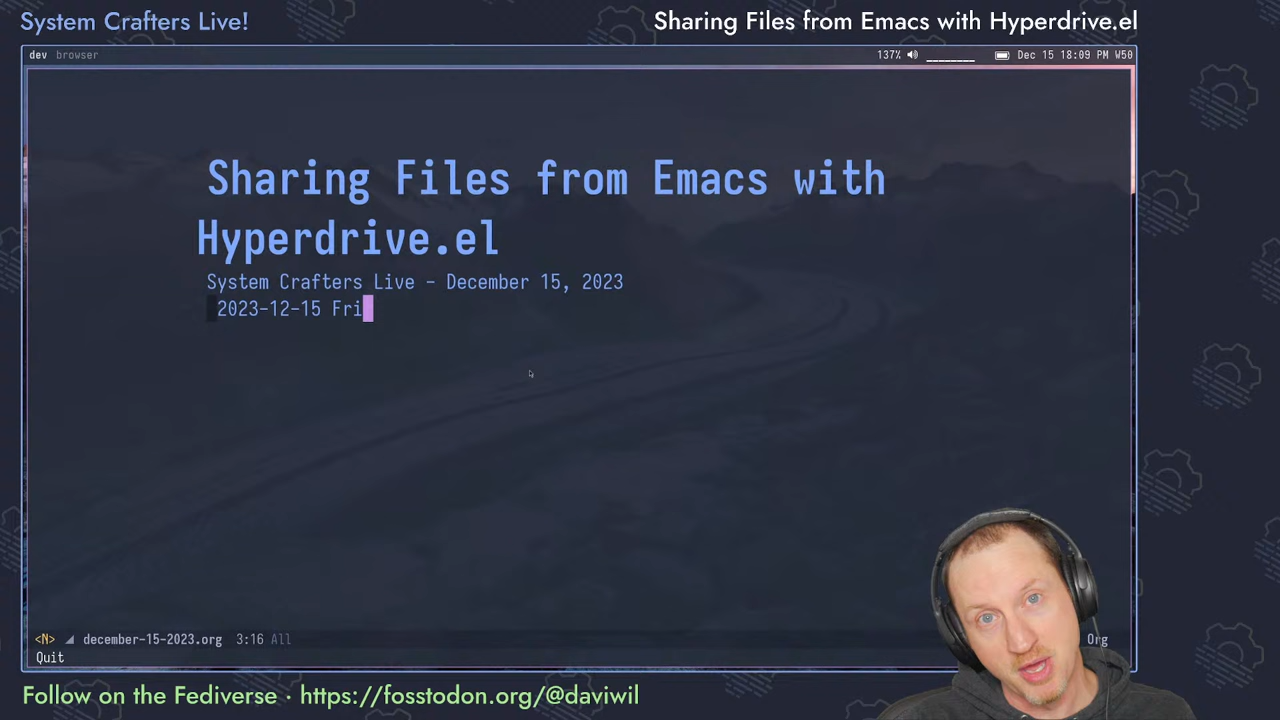 System Crafters Live!
Sharing Files from Emacs with Hyperdrive.el
dev browser
137% Dec 15 18:09 PM W50
Sharing Files from Emacs with
Hyperdrive.el
System Crafters Live – December 15, 2023
2023-12-15 Fri
<N> december-15-2023.org 3:16 All
Org
Quit
Follow on the Fediverse · https://fosstodon.org/@daviwil